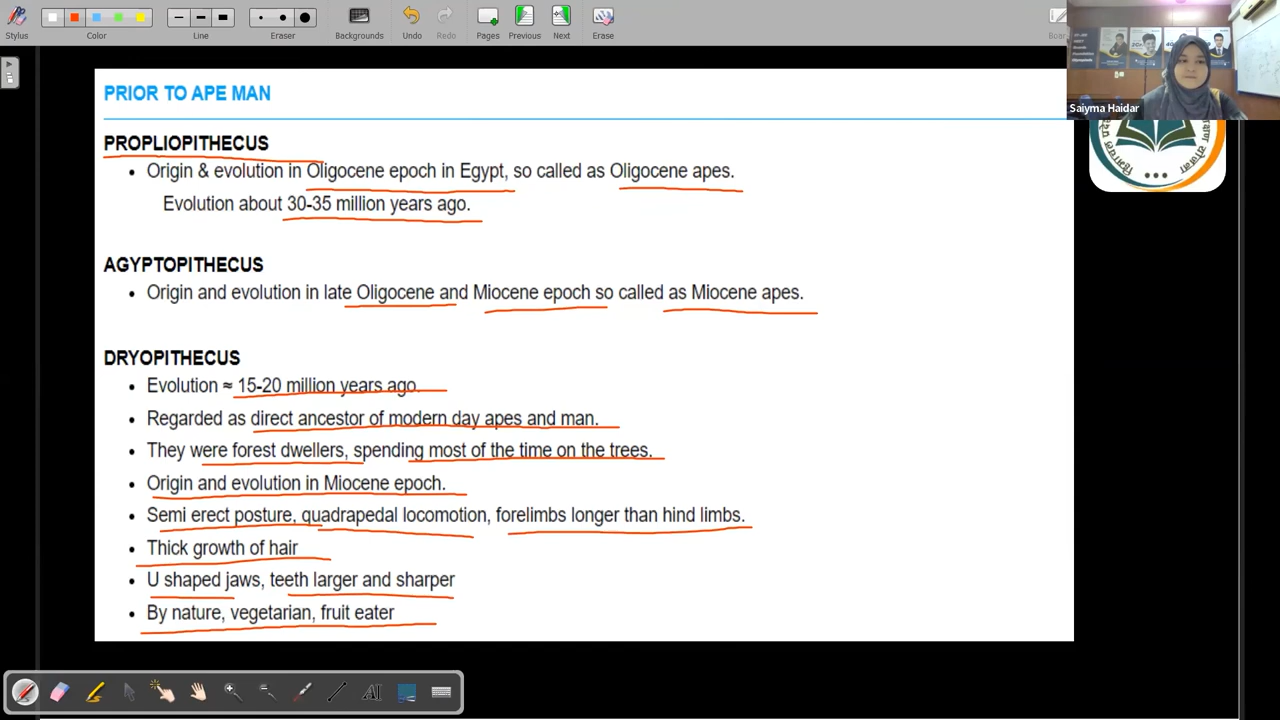 Stylus
Color
Line
Eraser
Backgrounds
Undo
Redo
Pages
Previous
Next
Erase
Saiyma Haidar
PRIOR TO APE MAN
PROPLIOPITHECUS
• Origin & evolution in Oligocene epoch in Egypt, so called as Oligocene apes.
Evolution about 30-35 million years ago.
AGYPTOPITHECUS
• Origin and evolution in late Oligocene and Miocene epoch so called as Miocene apes.
DRYOPITHECUS
• Evolution ≈ 15-20 million years ago.
• Regarded as direct ancestor of modern day apes and man.
• They were forest dwellers, spending most of the time on the trees.
• Origin and evolution in Miocene epoch.
• Semi erect posture, quadrapedal locomotion, forelimbs longer than hind limbs.
• Thick growth of hair
• U shaped jaws, teeth larger and sharper
• By nature, vegetarian, fruit eater